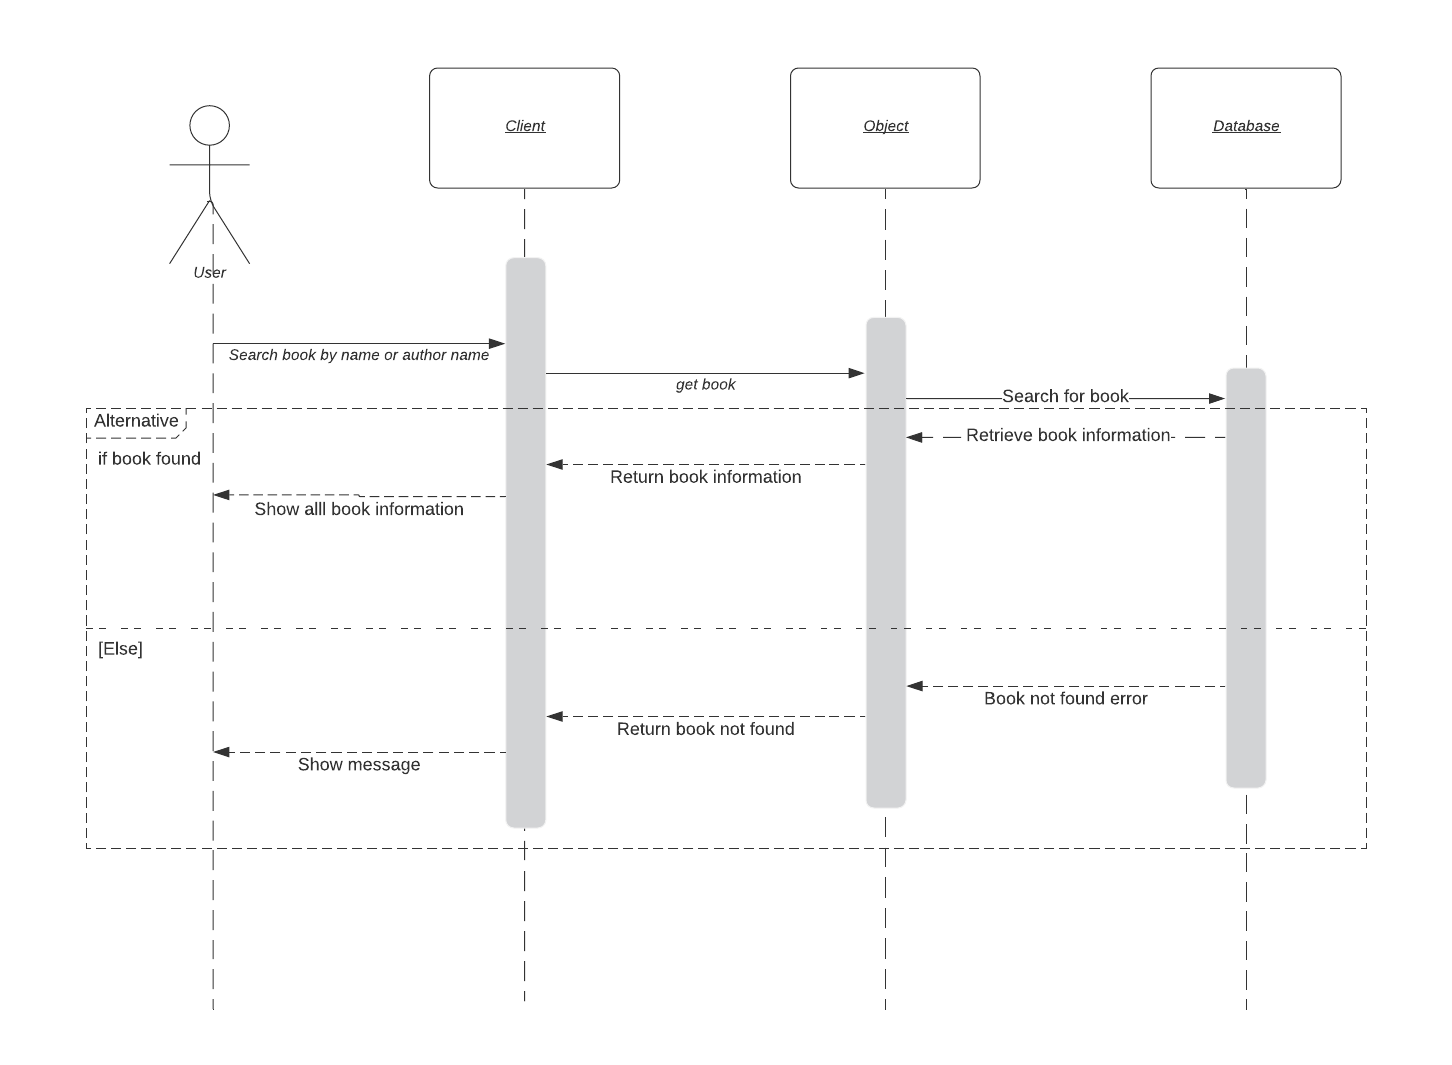 Client
Object
Database
User
Search book by name or author name
get book
Search for book
Alternative
Retrieve book information
if book found
Return book information
Show alll book information
[Else]
Book not found error
Return book not found
Show message